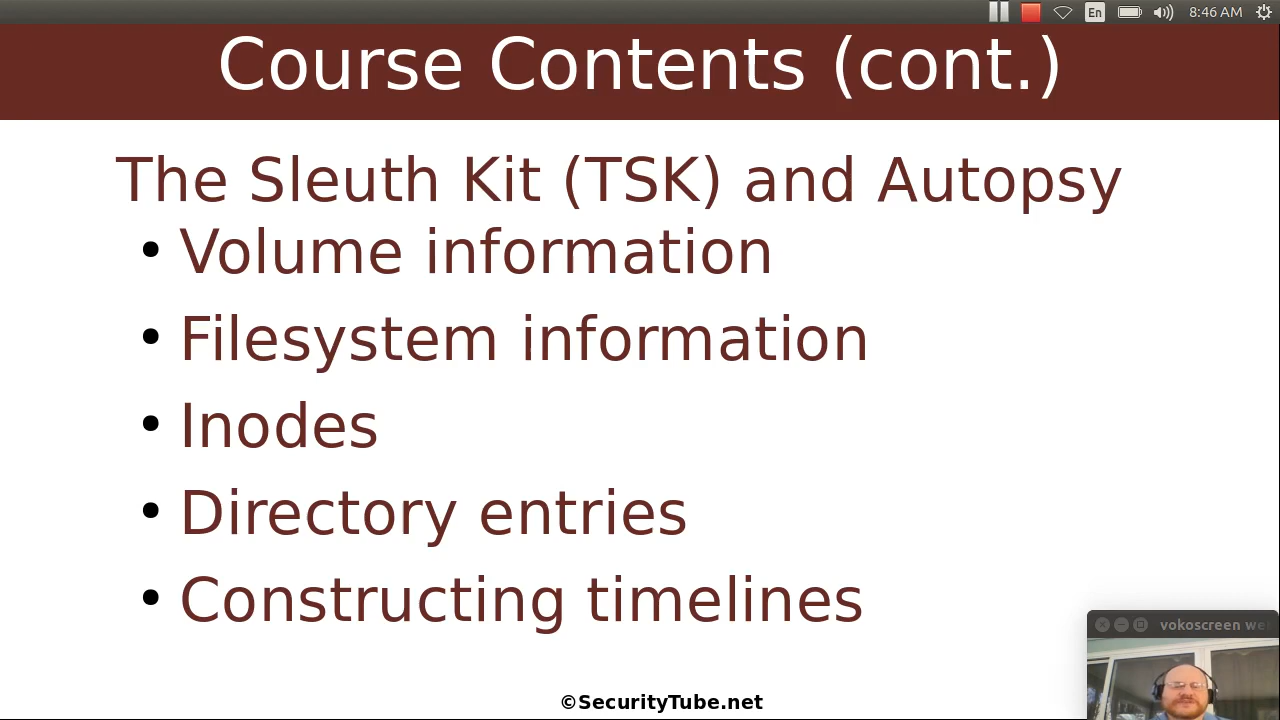 En
8:46 AM
Course Contents (cont.)
The Sleuth Kit (TSK) and Autopsy
• Volume information
• Filesystem information
• Inodes
• Directory entries
• Constructing timelines
vokoscreen we
©SecurityTube.net